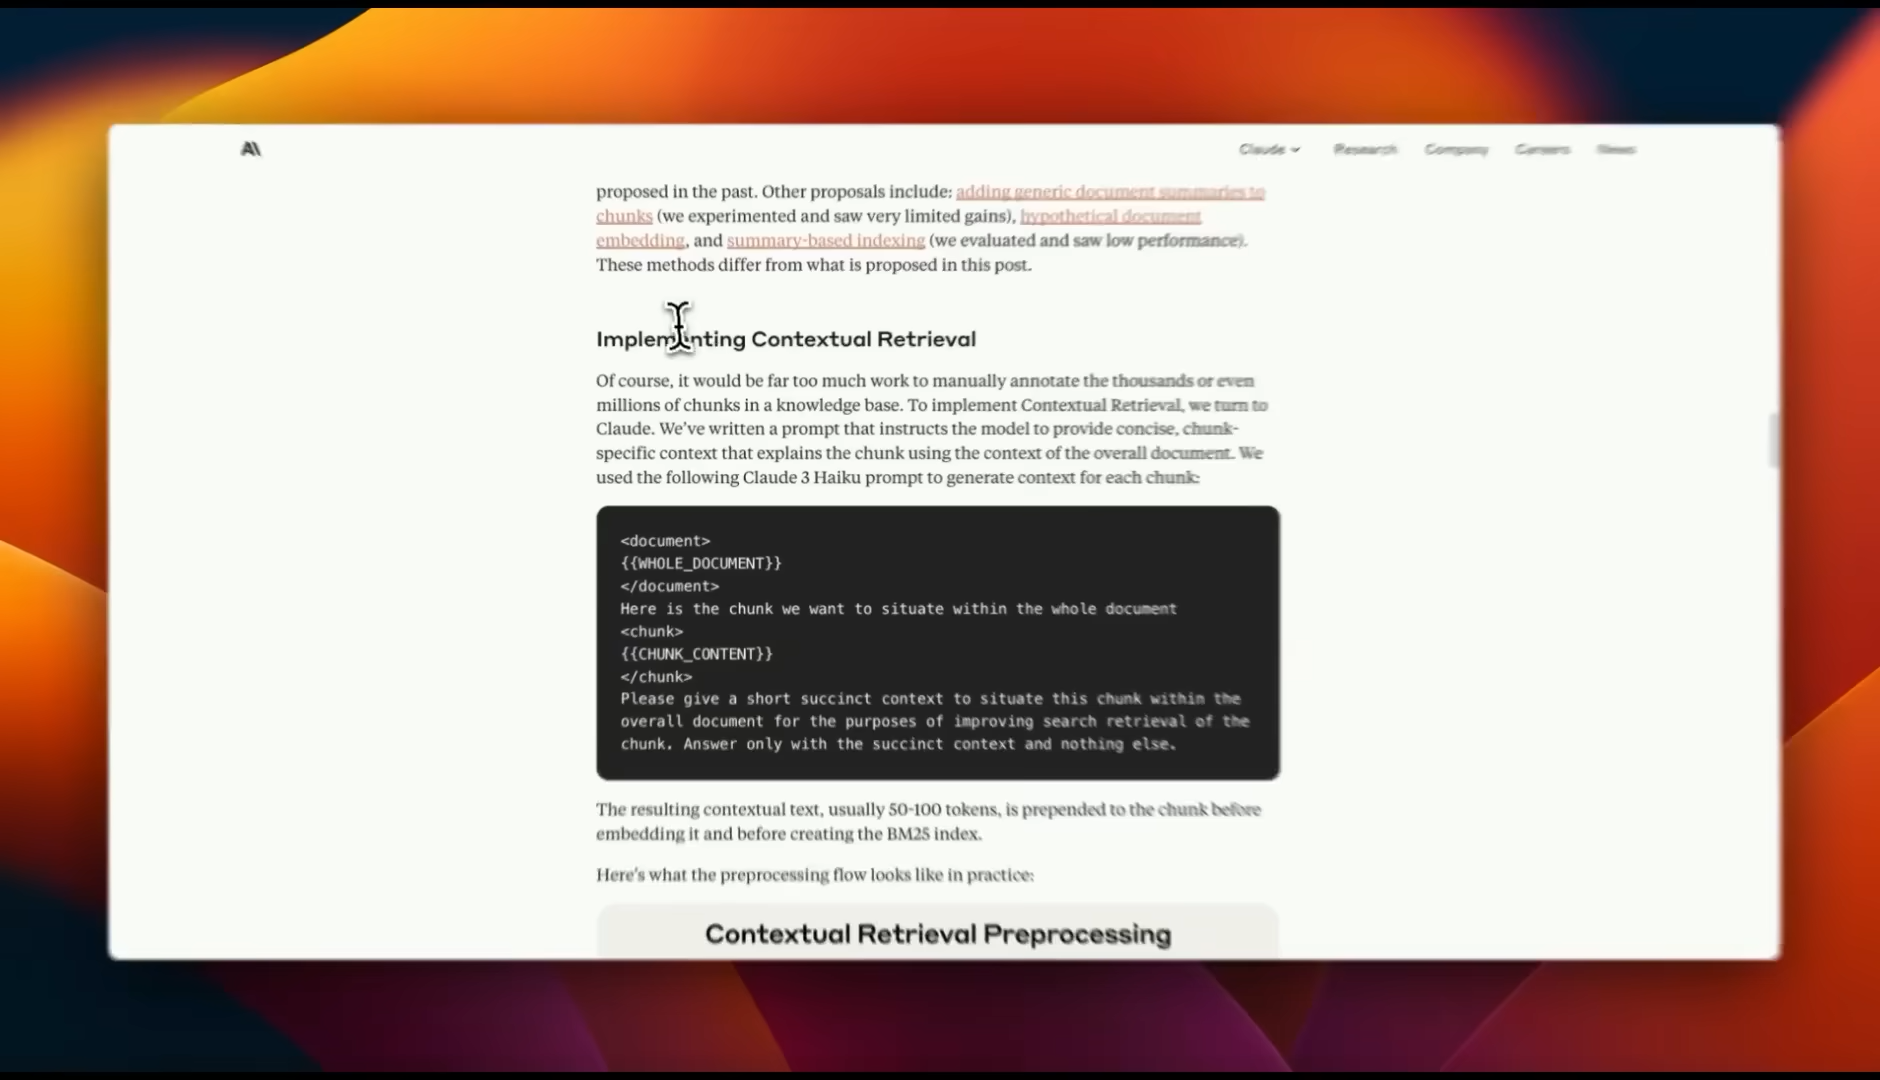 A\
Claude Research Company Careers News
proposed in the past. Other proposals include: adding generic document summaries to
chunks (we experimented and saw very limited gains), hypothetical document
embedding, and summary-based indexing (we evaluated and saw low performance).
These methods differ from what is proposed in this post.
Implementing Contextual Retrieval
Of course, it would be far too much work to manually annotate the thousands or even
millions of chunks in a knowledge base. To implement Contextual Retrieval, we turn to
Claude. We've written a prompt that instructs the model to provide concise, chunk-
specific context that explains the chunk using the context of the overall document. We
used the following Claude 3 Haiku prompt to generate context for each chunk:
<document>
{{WHOLE_DOCUMENT}}
</document>
Here is the chunk we want to situate within the whole document
<chunk>
{{CHUNK_CONTENT}}
</chunk>
Please give a short succinct context to situate this chunk within the
overall document for the purposes of improving search retrieval of the
chunk. Answer only with the succinct context and nothing else.
The resulting contextual text, usually 50-100 tokens, is prepended to the chunk before
embedding it and before creating the BM25 index.
Here's what the preprocessing flow looks like in practice:
Contextual Retrieval Preprocessing